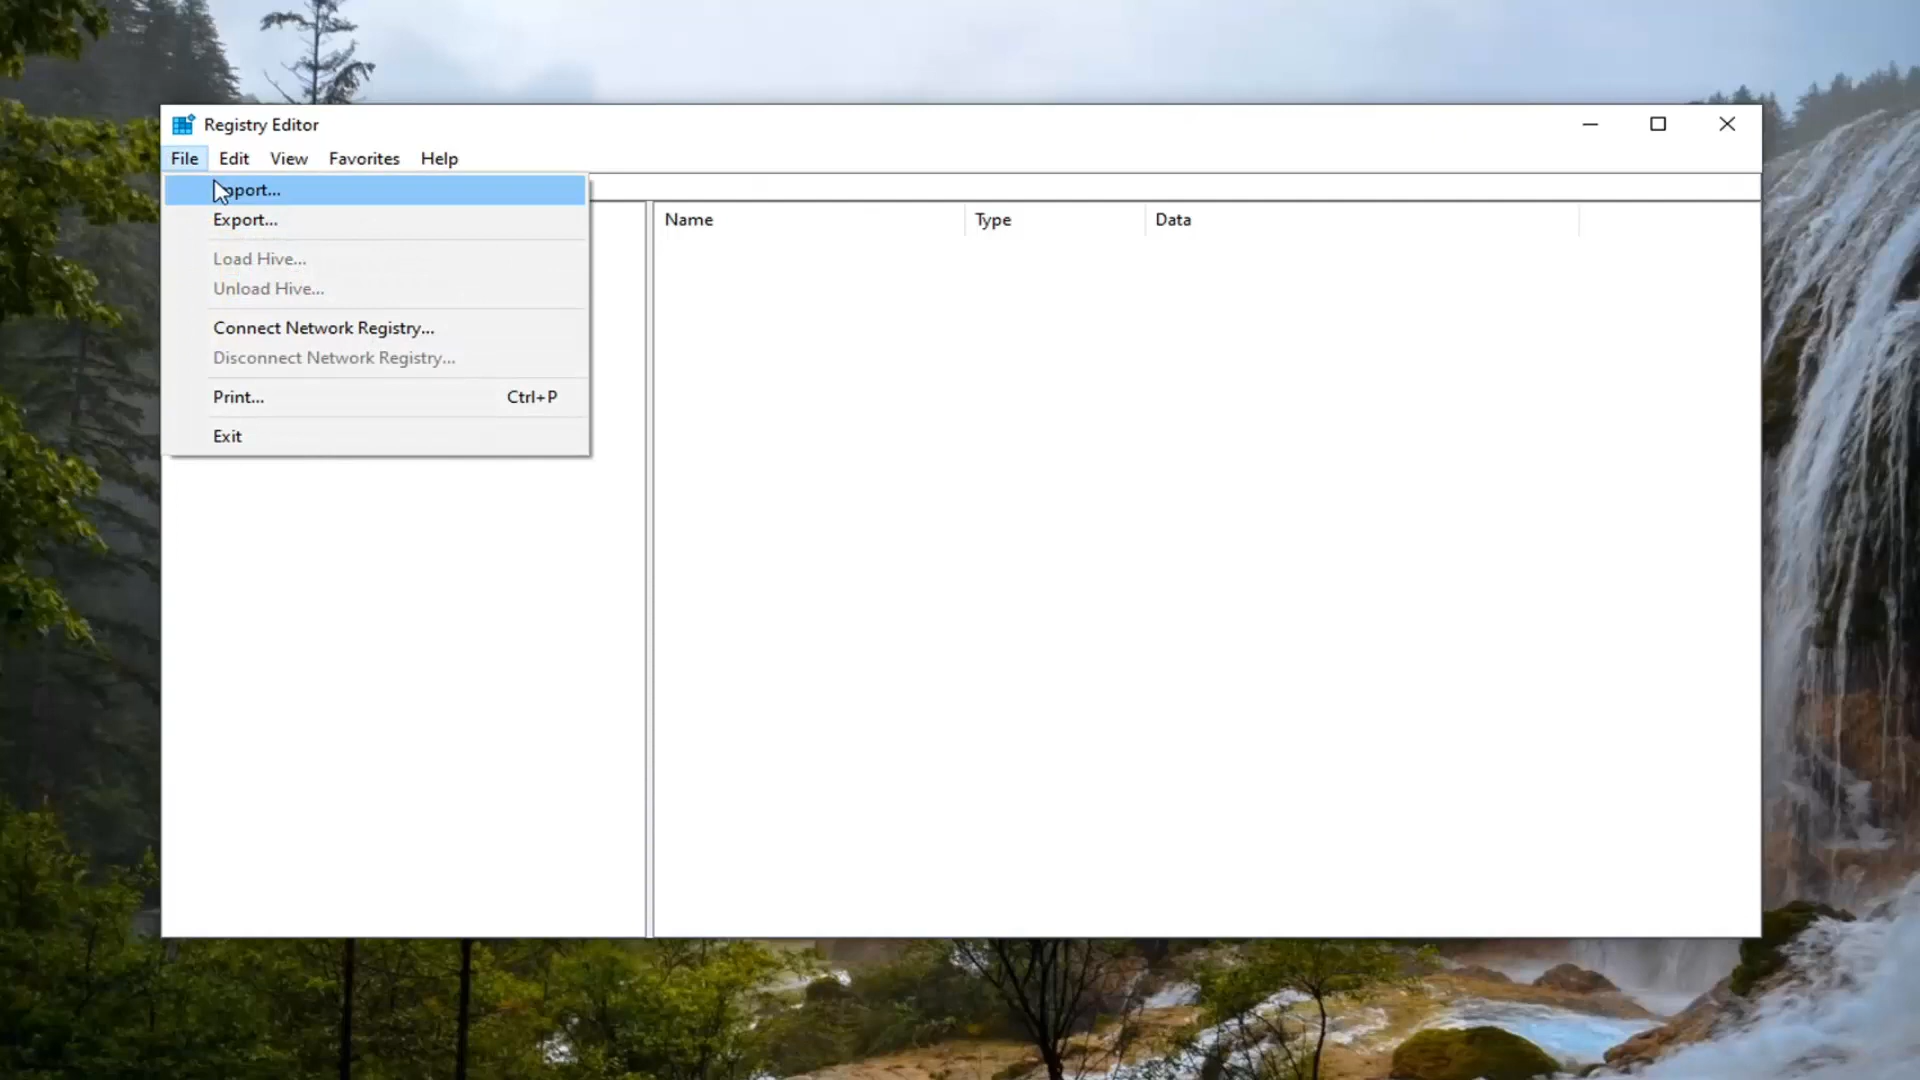 Registry Editor
File Edit View Favorites Help
Name Type Data
Export...
Load Hive...
Unload Hive...
Connect Network Registry...
Disconnect Network Registry...
Print... Ctrl+P
Exit